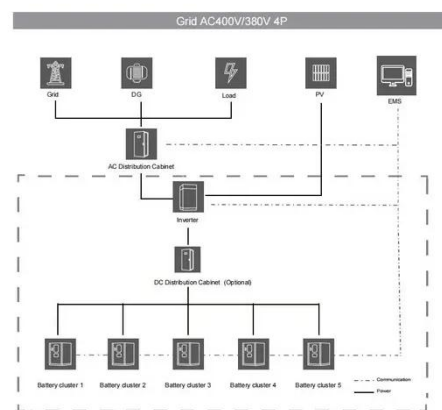 Grid AC400V/380V 4P
Grid
DG
Load
PV
EMS
AC Distribution Cabinet
Inverter
DC Distribution Cabinet (Optional)
Battery cluster 1
Battery cluster 2
Battery cluster 3
Battery cluster 4
Battery cluster 5
Communication
Power